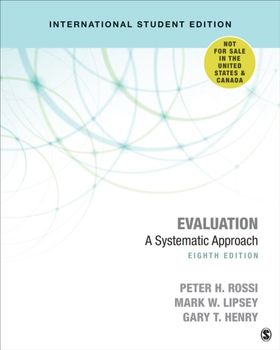 INTERNATIONAL STUDENT EDITION
NOT
FOR SALE
IN THE
UNITED
STATES &
CANADA
EVALUATION
A Systematic Approach
EIGHTH EDITION
PETER H. ROSSI
MARK W. LIPSEY
GARY T. HENRY
S